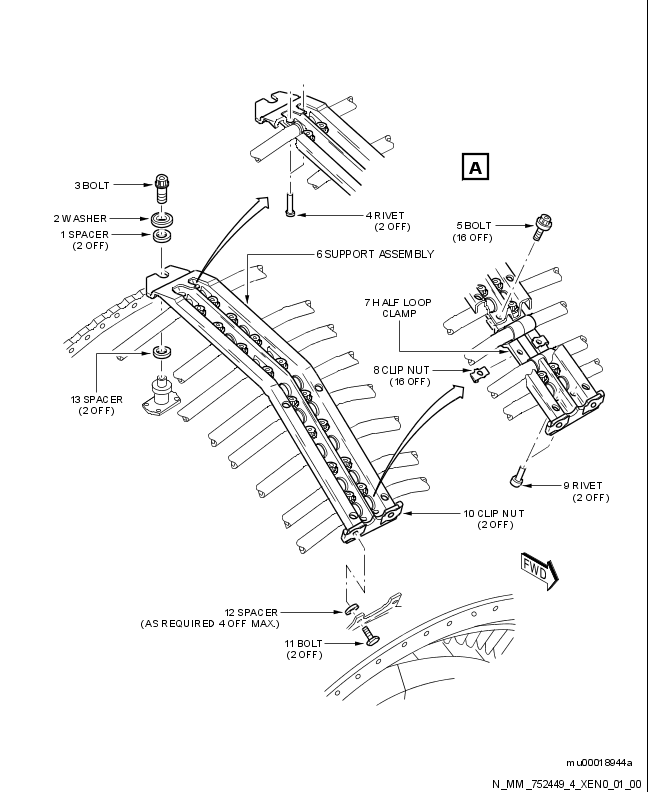 A
3 BOLT
2 WASHER
1 SPACER
(2 OFF)
4 RIVET
(2 OFF)
5 BOLT
(16 OFF)
6 SUPPORT ASSEMBLY
7 HALF LOOP
CLAMP
8 CLIP NUT
(16 OFF)
13 SPACER
(2 OFF)
9 RIVET
(2 OFF)
10 CLIP NUT
(2 OFF)
FWD
12 SPACER
(AS REQUIRED 4 OFF MAX.)
11 BOLT
(2 OFF)
mu00018944a
N_MM_752449_4_XEN0_01_00